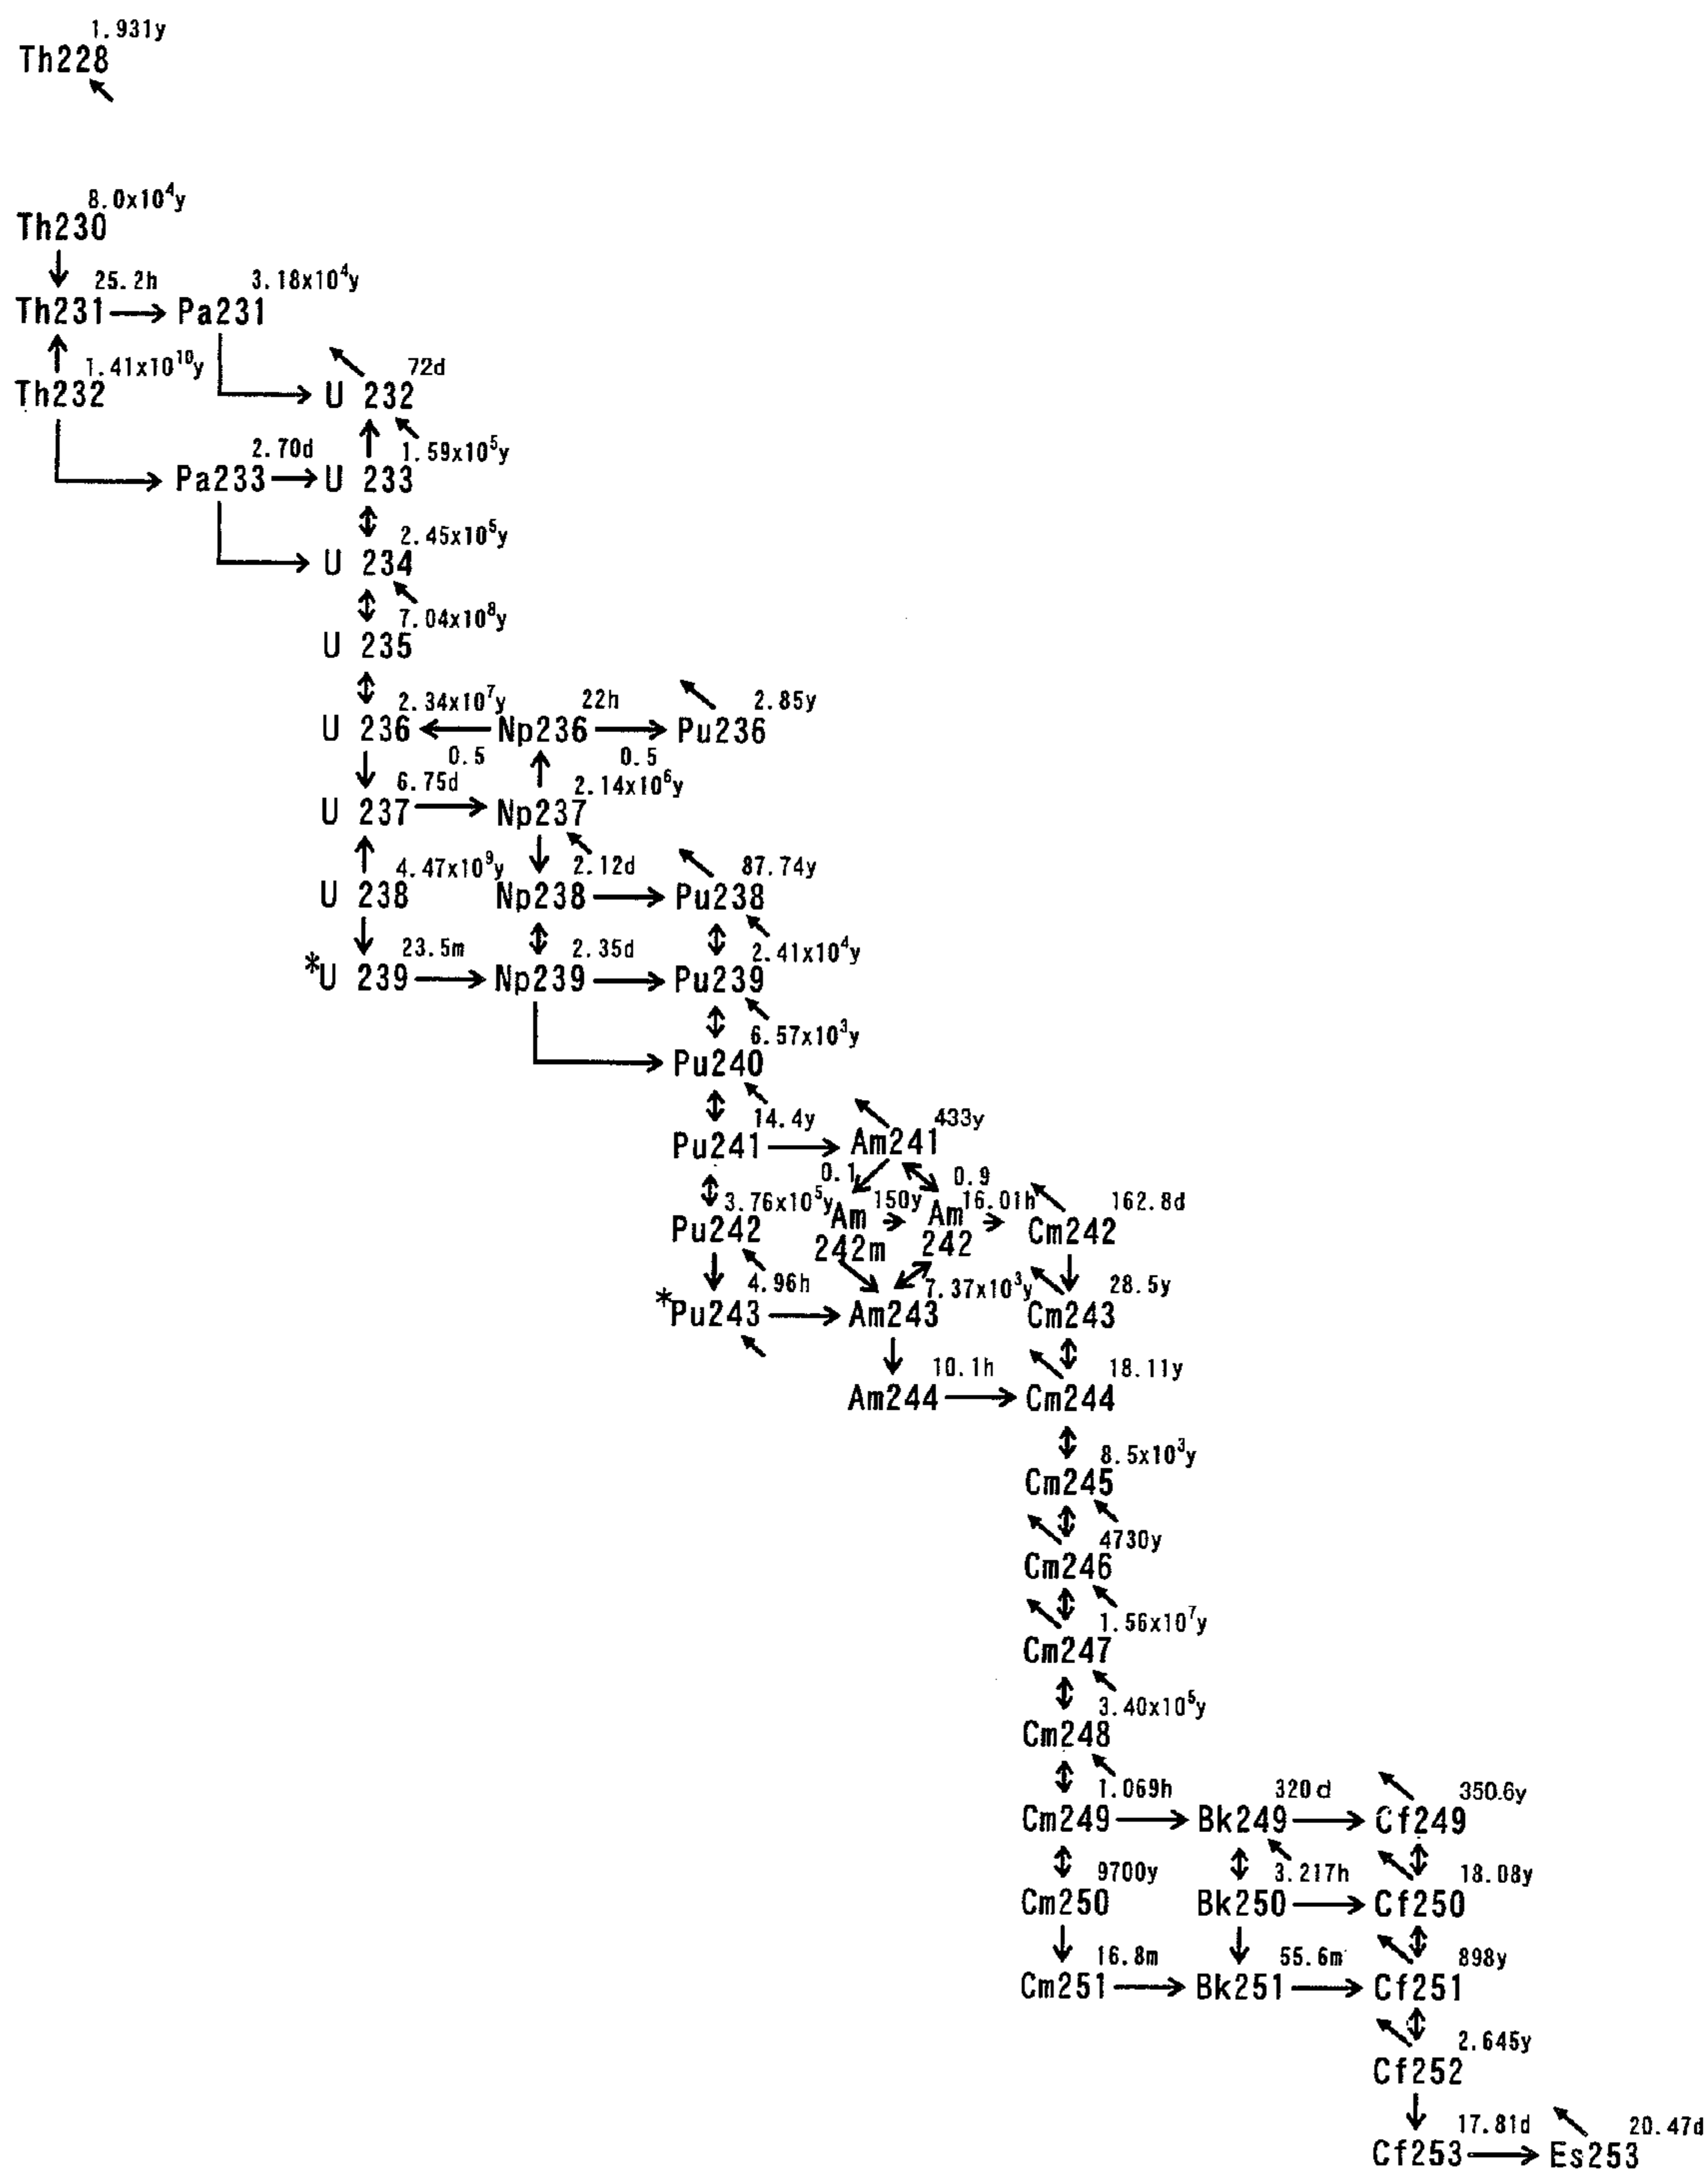 1.931y
Th228
8.0x10⁴y
Th230
25.2h 3.18x10⁴y
Th231 Pa231
1.41x10¹⁰y 72d
Th232 U 232
2.70d 1.59x10⁵y
Pa233 U 233
2.45x10⁵y
U 234
7.04x10⁸y
U 235
2.34x10⁷y 22h 2.85y
U 236 Np236 Pu236
0.5 0.5
6.75d 2.14x10⁶y
U 237 Np237
4.47x10⁹y 2.12d 87.74y
U 238 Np238 Pu238
23.5m 2.35d 2.41x10⁴y
*U 239 Np239 Pu239
6.57x10³y
Pu240
14.4y 433y
Pu241 Am241
0.1 0.9
3.76x10⁵y 150y 16.01h 162.8d
Pu242 Am Am Cm242
242m 242
4.96h 7.37x10³y 28.5y
*Pu243 Am243 Cm243
10.1h 18.11y
Am244 Cm244
8.5x10³y
Cm245
4730y
Cm246
1.56x10⁷y
Cm247
3.40x10⁵y
Cm248
1.069h 320d 350.6y
Cm249 Bk249 Cf249
9700y 3.217h 18.08y
Cm250 Bk250 Cf250
16.8m 55.6m 898y
Cm251 Bk251 Cf251
2.645y
Cf252
17.81d 20.47d
Cf253 Es253